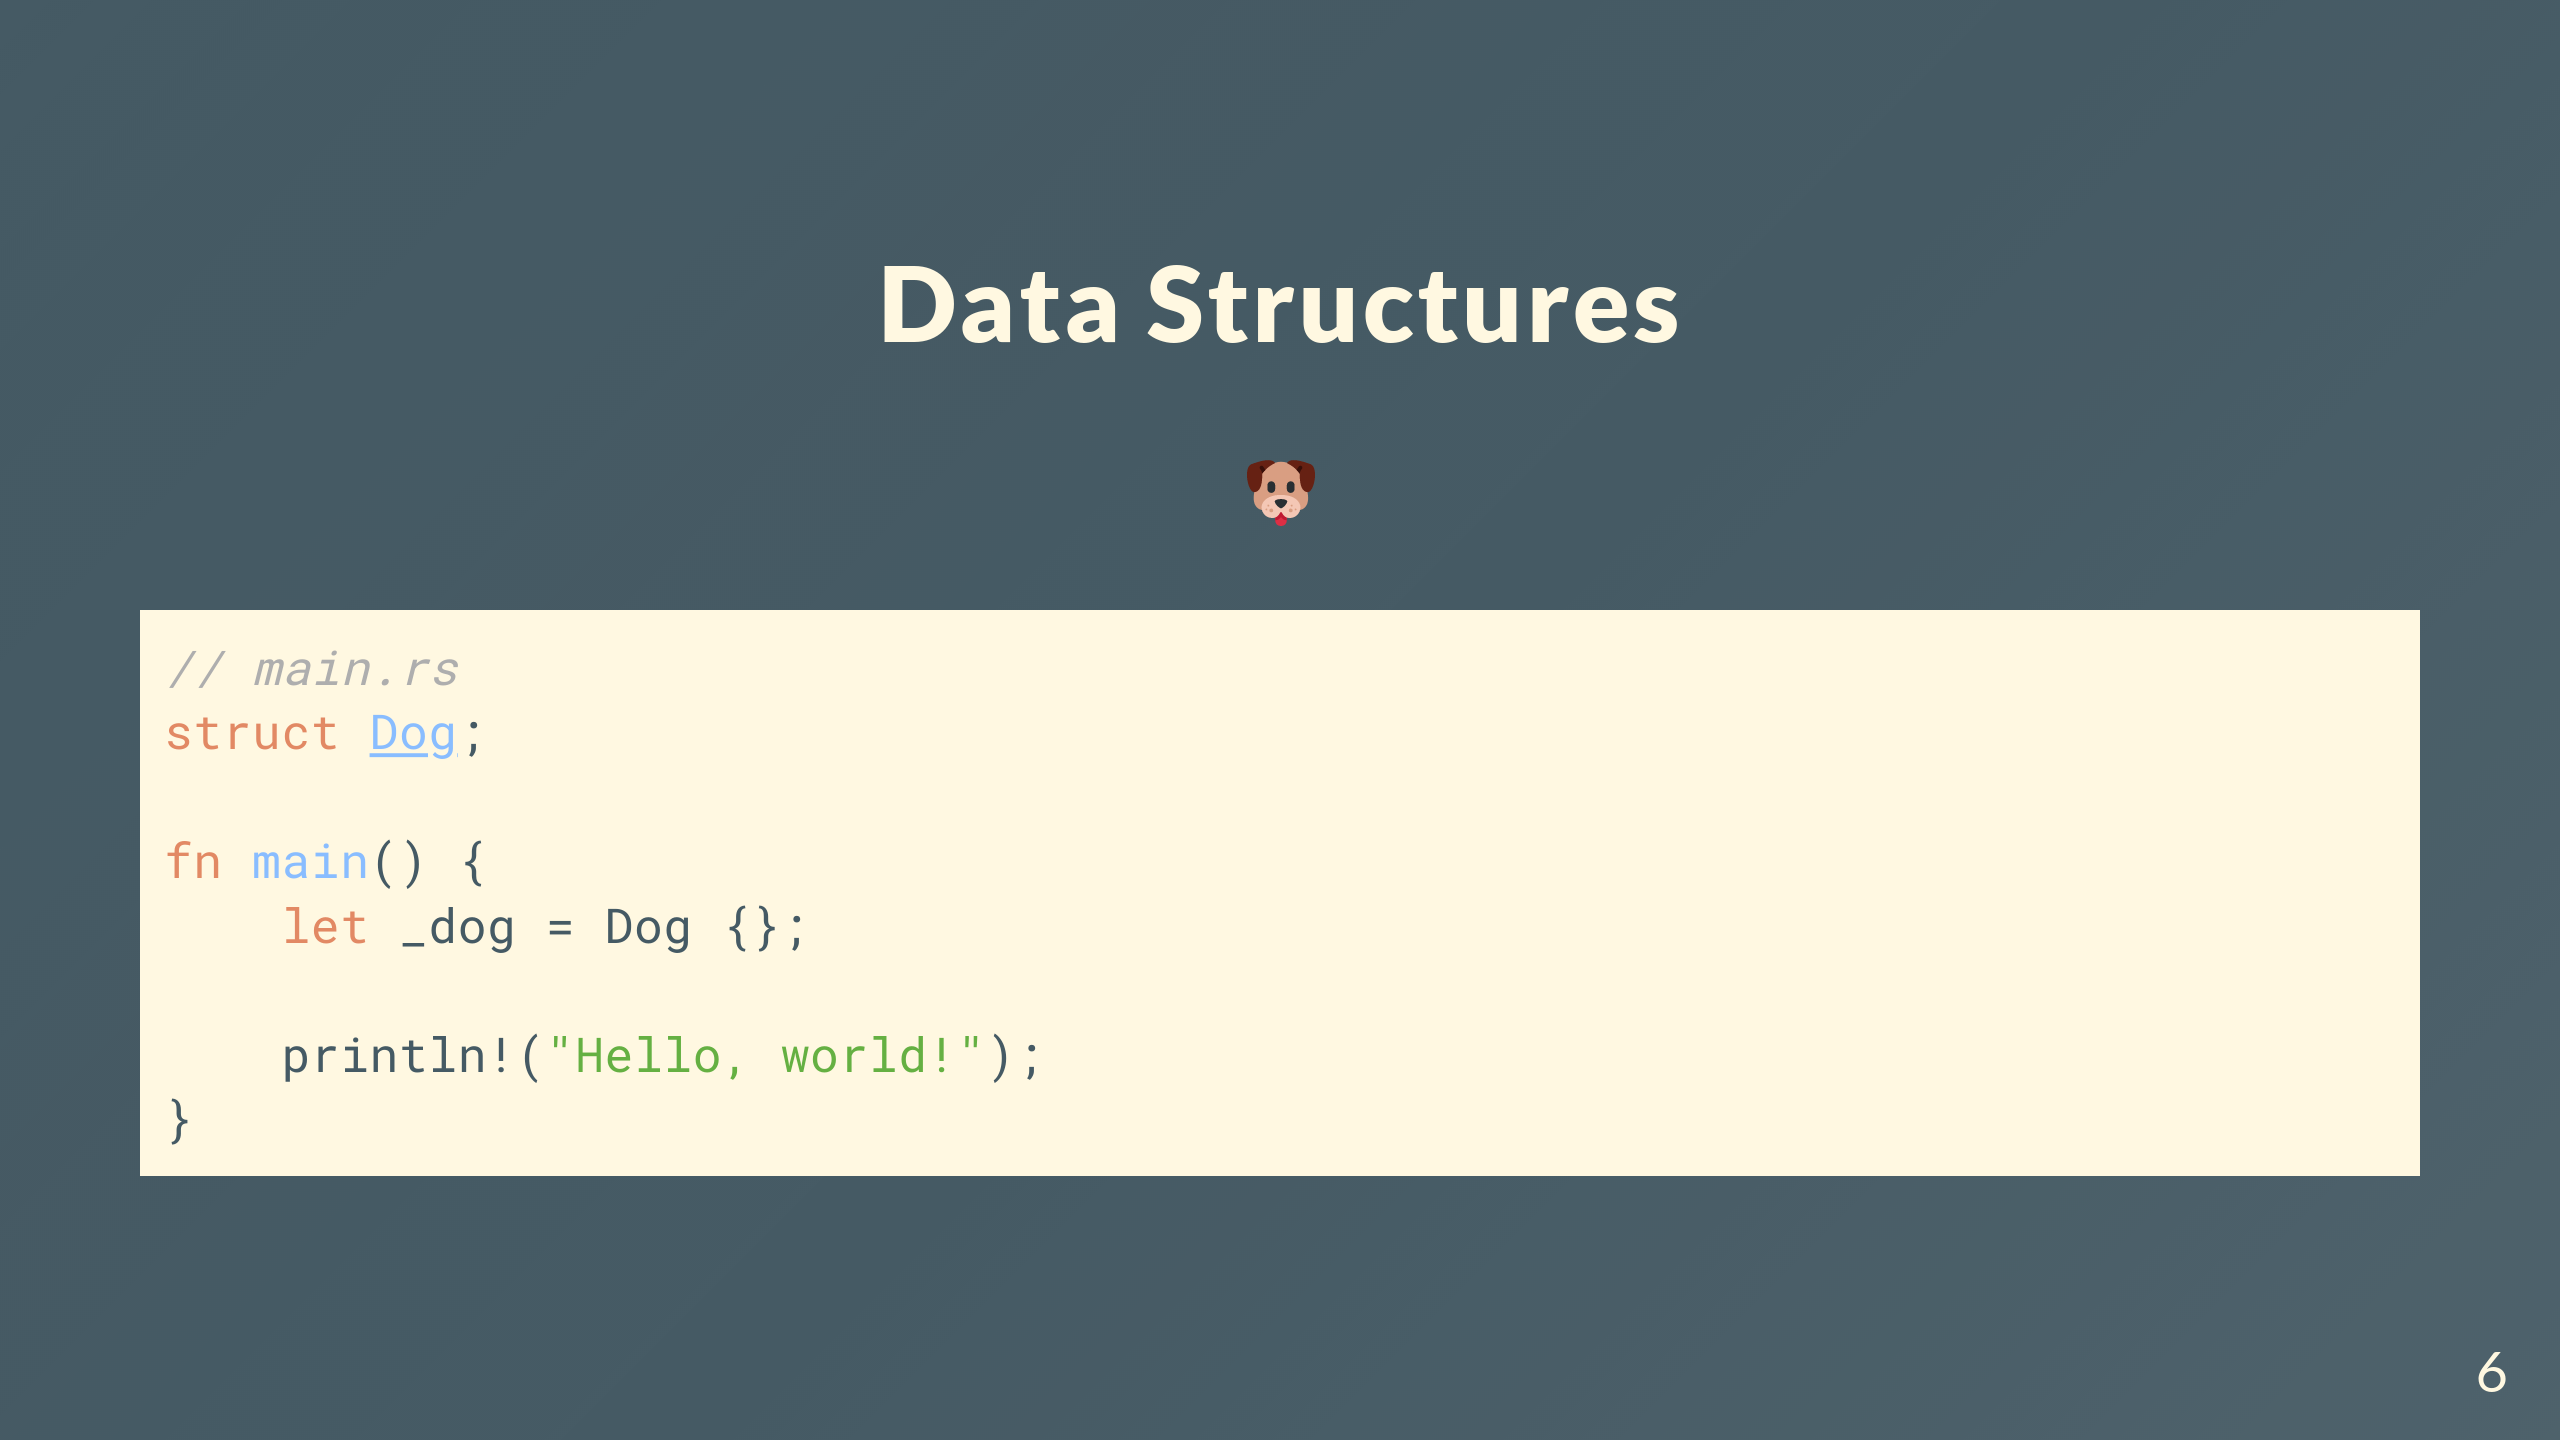 Data Structures
// main.rs
struct Dog;
fn main() {
    let _dog = Dog {};
    println!("Hello, world!");
}
6